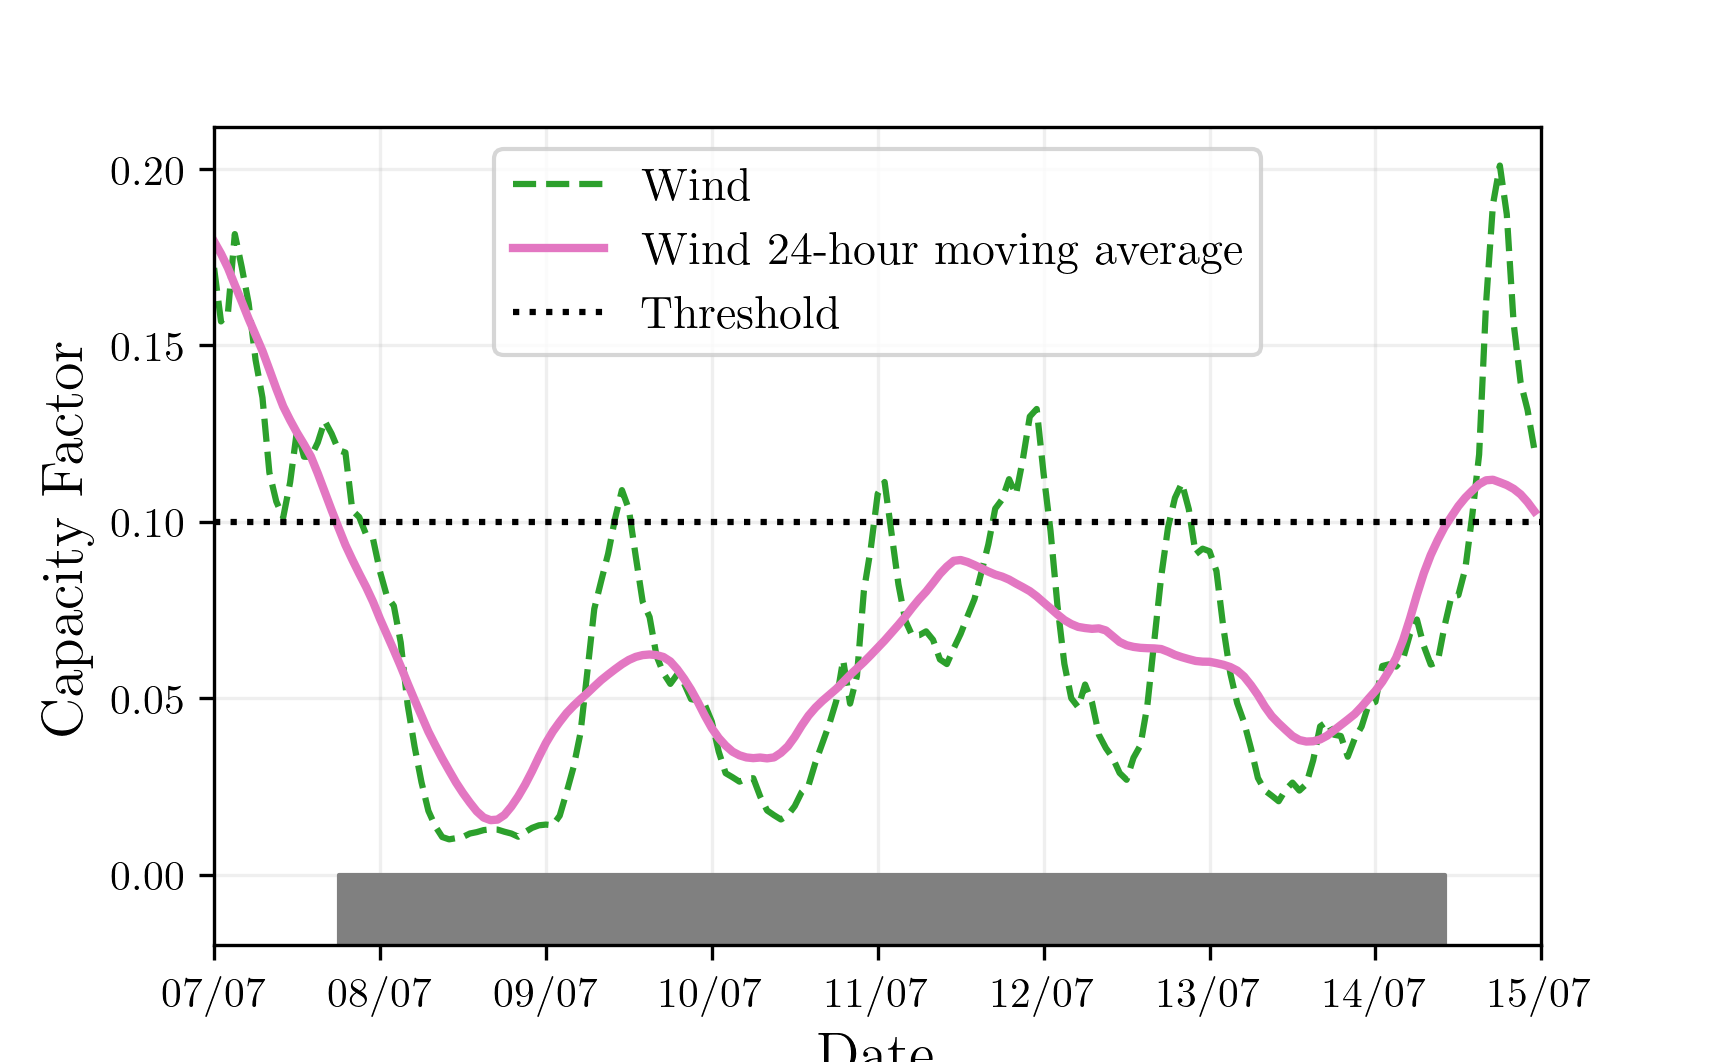 Wind
Wind 24-hour moving average
Threshold
Capacity Factor
0.20
0.15
0.10
0.05
0.00
07/07 08/07 09/07 10/07 11/07 12/07 13/07 14/07 15/07
Date